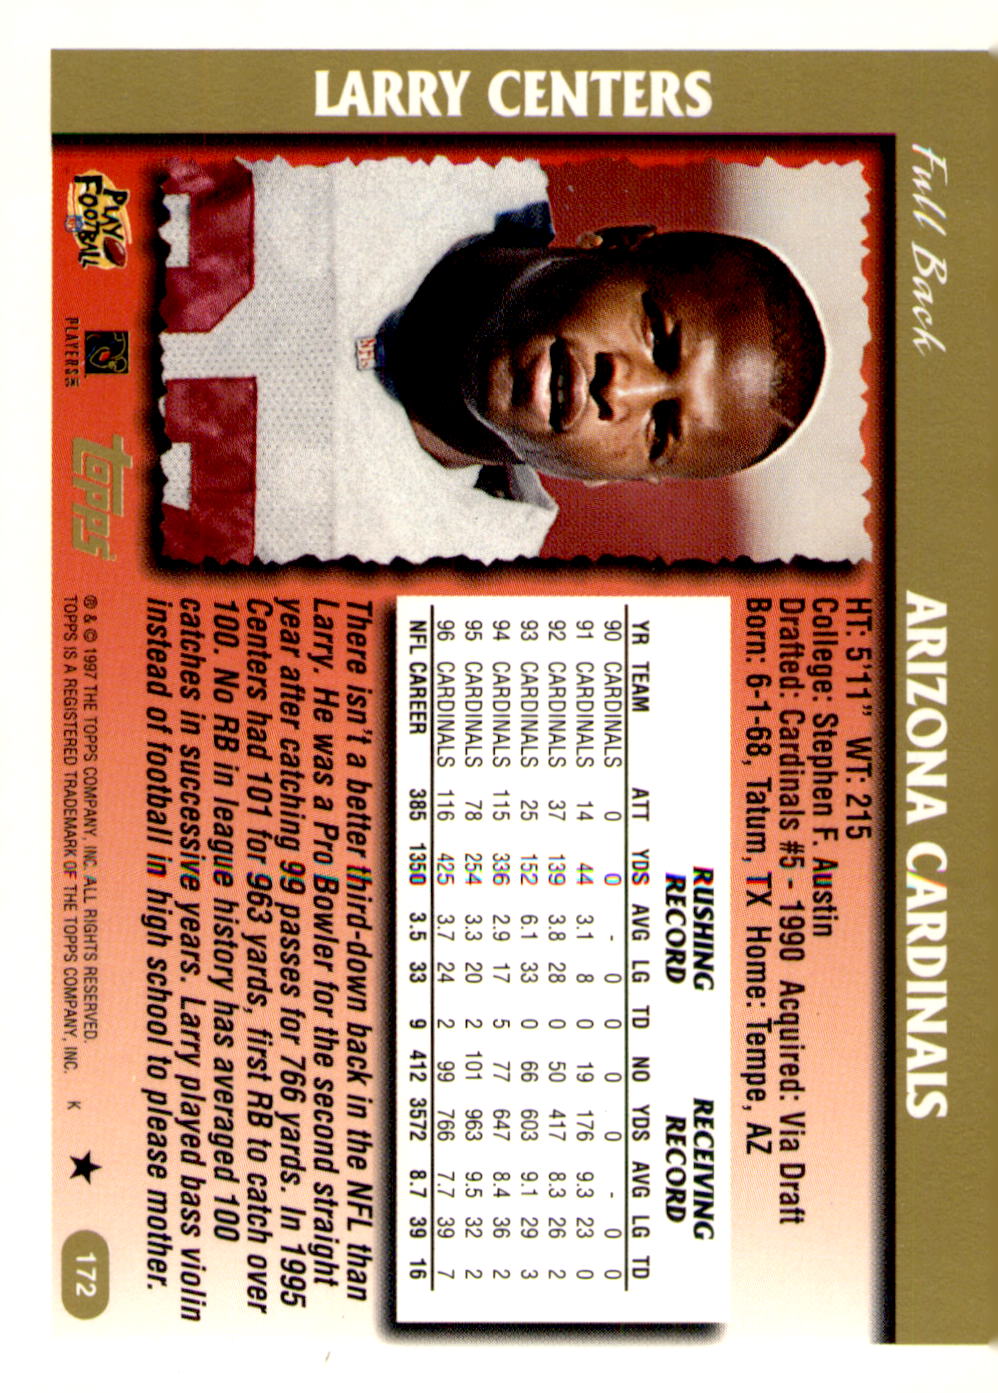 LARRY CENTERS
Full Back
ARIZONA CARDINALS
HT: 5'11" WT: 215
College: Stephen F. Austin
Drafted: Cardinals #5 - 1990 Acquired: Via Draft
Born: 6-1-68, Tatum, TX Home: Tempe, AZ
RUSHING RECORD RECEIVING RECORD
YR TEAM ATT YDS AVG LG TD NO YDS AVG LG TD
90 CARDINALS 0 0 - 0 0 0 0 - 0 0
91 CARDINALS 14 44 3.1 8 0 19 176 9.3 23 0
92 CARDINALS 37 139 3.8 28 0 50 417 8.3 26 2
93 CARDINALS 25 152 6.1 33 0 66 603 9.1 29 3
94 CARDINALS 115 336 2.9 17 5 77 647 8.4 36 2
95 CARDINALS 78 254 3.3 20 2 101 963 9.5 32 2
96 CARDINALS 116 425 3.7 24 2 99 766 7.7 39 7
NFL CAREER 385 1350 3.5 33 9 412 3572 8.7 39 16
There isn't a better third-down back in the NFL than
Larry. He was a Pro Bowler for the second straight
year after catching 99 passes for 766 yards. In 1995
Centers had 101 for 963 yards, first RB to catch over
100. No RB in league history has averaged 100
catches in successive years. Larry played bass violin
instead of football in high school to please mother.
PLAY
FOOTBALL
PLAYERS INC
NFL
topps
® & © 1997 THE TOPPS COMPANY, INC. ALL RIGHTS RESERVED.
TOPPS IS A REGISTERED TRADEMARK OF THE TOPPS COMPANY, INC. K
172